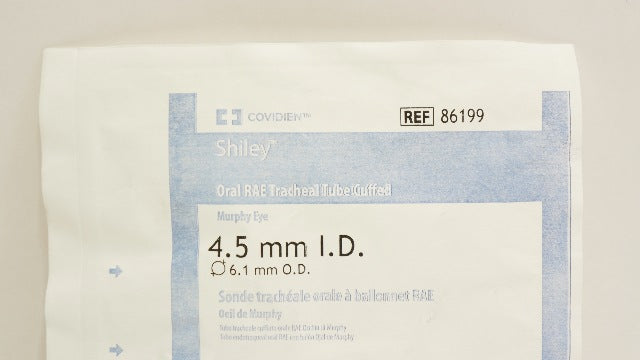 COVIDIEN™
REF 86199
Shiley™
Oral RAE Tracheal Tube Cuffed
Murphy Eye
4.5 mm I.D.
Ø 6.1 mm O.D.
Sonde trachéale orale à ballonnet RAE
Oeil de Murphy